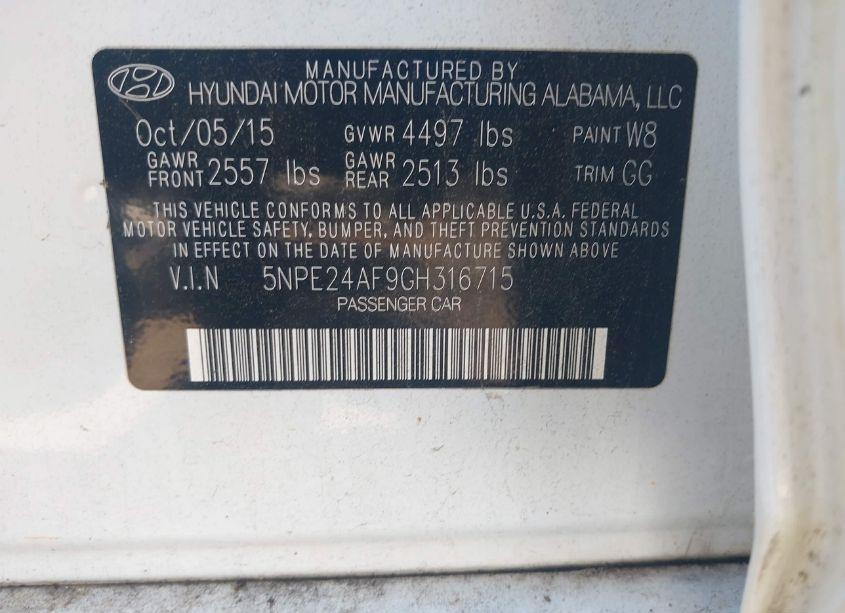 MANUFACTURED BY
HYUNDAI MOTOR MANUFACTURING ALABAMA, LLC
Oct/05/15 GVWR 4497 lbs PAINT W8
GAWR FRONT 2557 lbs GAWR REAR 2513 lbs TRIM GG
THIS VEHICLE CONFORMS TO ALL APPLICABLE U.S.A. FEDERAL
MOTOR VEHICLE SAFETY, BUMPER, AND THEFT PREVENTION STANDARDS
IN EFFECT ON THE DATE OF MANUFACTURE SHOWN ABOVE
V.I.N 5NPE24AF9GH316715
PASSENGER CAR